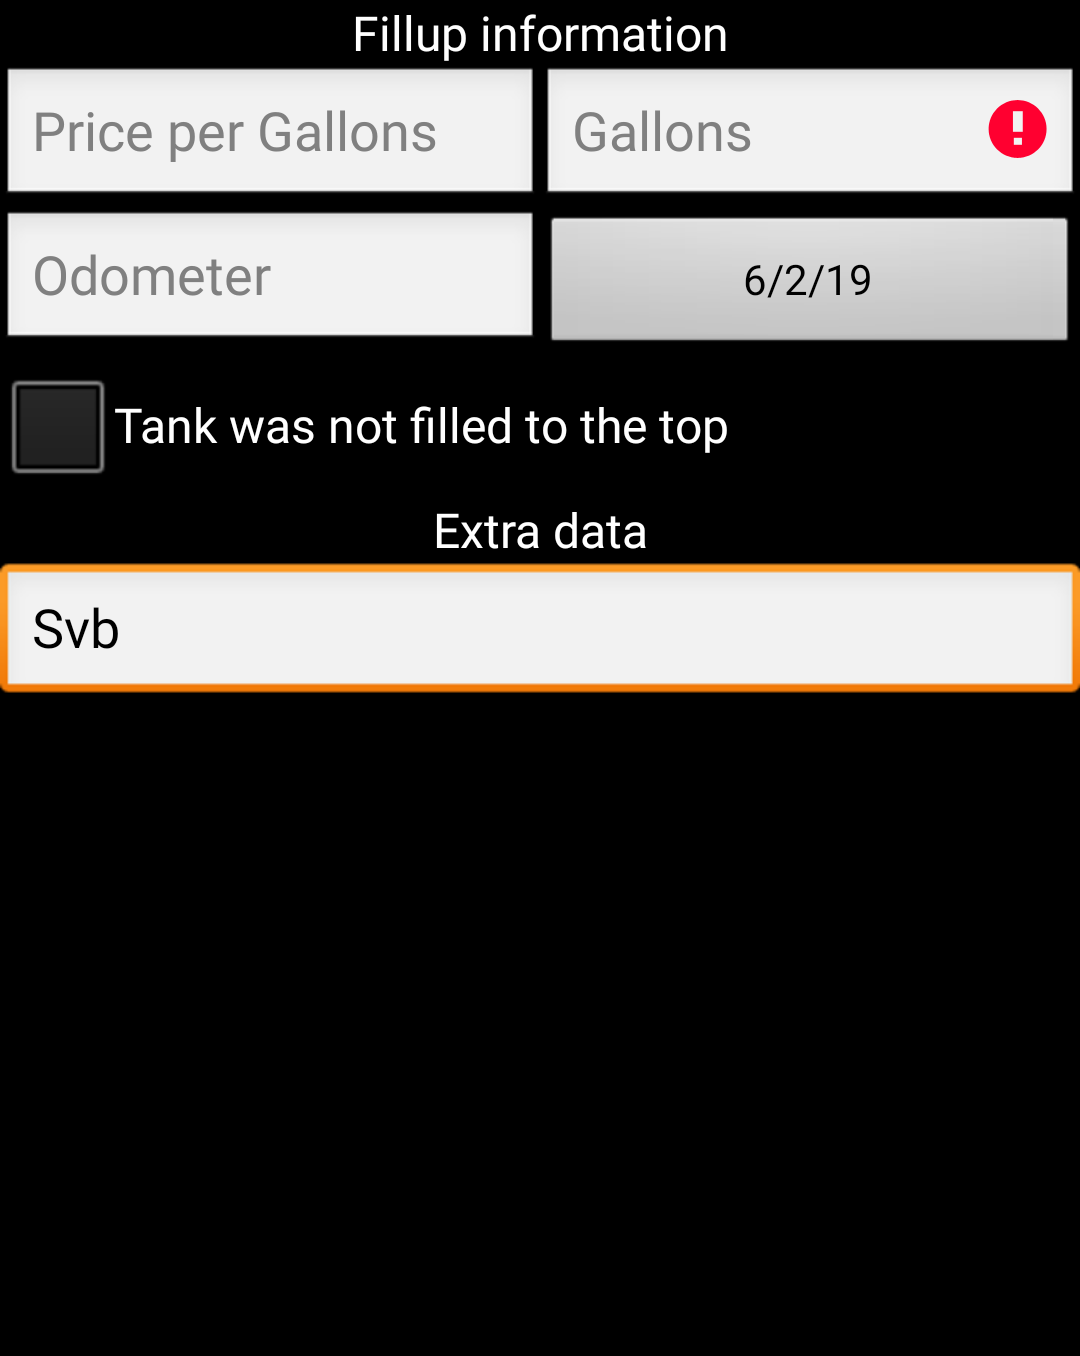 Fillup information
Price per Gallons
Gallons
Odometer
6/2/19
Tank was not filled to the top
Extra data
Svb